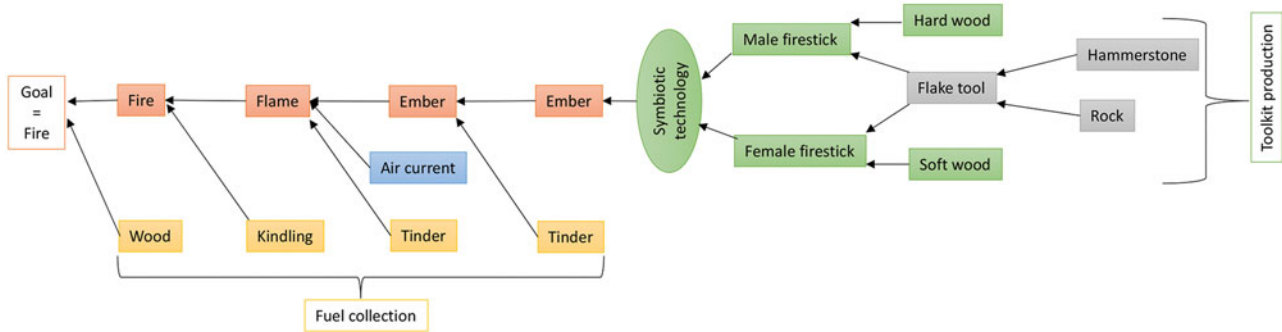 Hard wood
Male firestick
Hammerstone
Goal
=
Fire
Fire
Flame
Ember
Ember
Symbiotic
technology
Flake tool
Rock
Toolkit production
Air current
Female firestick
Soft wood
Wood
Kindling
Tinder
Tinder
Fuel collection